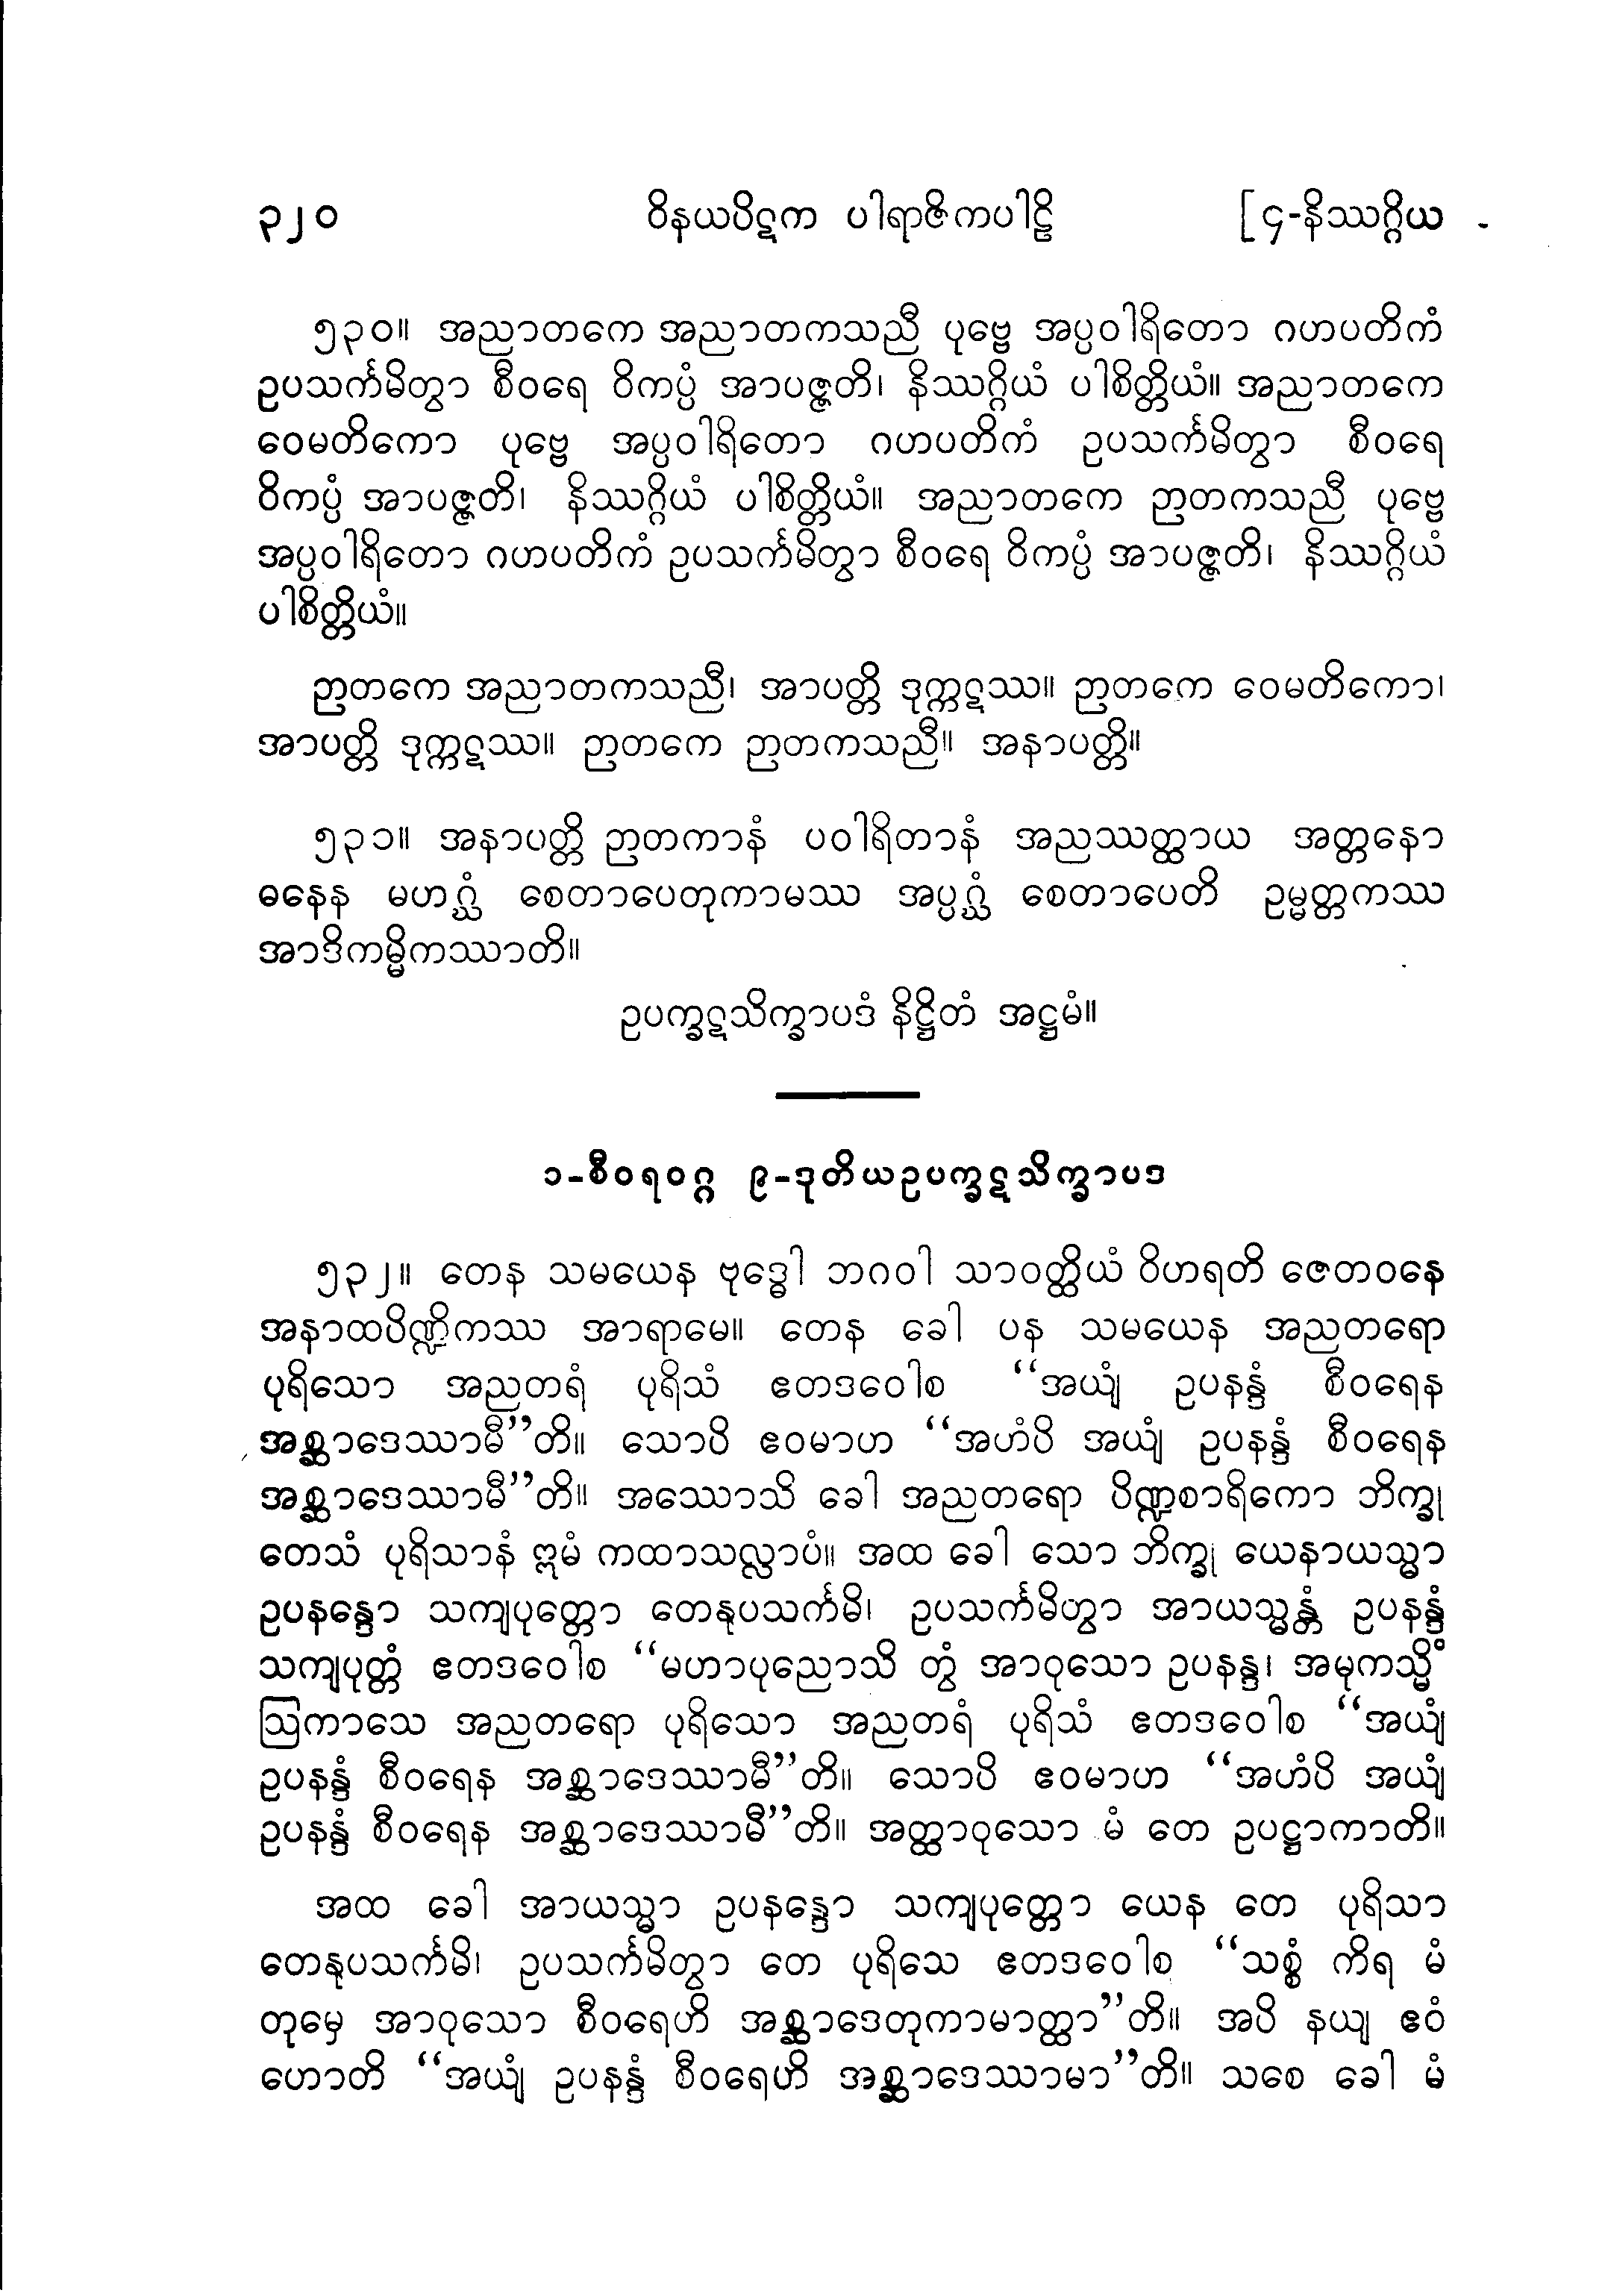 ၃၂၀ ဝိနယပိဋက ပါရာဇိကပါဠိ [၄-နိဿဂ္ဂိယ
၅၃၀။ အညာတကေ အညာတကသညီ ပုဗ္ဗေ အပ္ပဝါရိတော ဂဟပတိကံ
ဥပသင်္ကမိတွာ စီဝရေ ဝိကပ္ပံ အာပဇ္ဇတိ၊ နိဿဂ္ဂိယံ ပါစိတ္တိယံ။ အညာတကေ
ဝေမတိကော ပုဗ္ဗေ အပ္ပဝါရိတော ဂဟပတိကံ ဥပသင်္ကမိတွာ စီဝရေ
ဝိကပ္ပံ အာပဇ္ဇတိ၊ နိဿဂ္ဂိယံ ပါစိတ္တိယံ။ အညာတကေ ဉာတကသညီ ပုဗ္ဗေ
အပ္ပဝါရိတော ဂဟပတိကံ ဥပသင်္ကမိတွာ စီဝရေ ဝိကပ္ပံ အာပဇ္ဇတိ၊ နိဿဂ္ဂိယံ
ပါစိတ္တိယံ။
ဉာတကေ အညာတကသညီ၊ အာပတ္တိ ဒုက္ကဋဿ။ ဉာတကေ ဝေမတိကော၊
အာပတ္တိ ဒုက္ကဋဿ။ ဉာတကေ ဉာတကသညီ။ အနာပတ္တိ။
၅၃၁။ အနာပတ္တိ ဉာတကာနံ ပဝါရိတာနံ အညဿတ္ထာယ အတ္တနော
ဓနေန မဟဂ္ဃံ စေတာပေတုကာမဿ အပ္ပဂ္ဃံ စေတာပေတိ ဥမ္မတ္တကဿ
အာဒိကမ္မိကဿာတိ။
ဥပက္ခဋသိက္ခာပဒံ နိဋ္ဌိတံ အဋ္ဌမံ။
၁-စီဝရဝဂ္ဂ ၉-ဒုတိယဥပက္ခဋသိက္ခာပဒ
၅၃၂။ တေန သမယေန ဗုဒ္ဓေါ ဘဂဝါ သာဝတ္ထိယံ ဝိဟရတိ ဇေတဝနေ
အနာထပိဏ္ဍိကဿ အာရာမေ။ တေန ခေါ ပန သမယေန အညတရော
ပုရိသော အညတရံ ပုရိသံ ဧတဒဝေါစ “အယျံ ဥပနန္ဒံ စီဝရေန
အစ္ဆာဒေဿာမီ”တိ။ သောပိ ဧဝမာဟ “အဟံပိ အယျံ ဥပနန္ဒံ စီဝရေန
အစ္ဆာဒေဿာမီ”တိ။ အဿောသိ ခေါ အညတရော ပိဏ္ဍစာရိကော ဘိက္ခု
တေသံ ပုရိသာနံ ဣမံ ကထာသလ္လာပံ။ အထ ခေါ သော ဘိက္ခု ယေနာယသ္မာ
ဥပနန္ဒော သကျပုတ္တော တေနုပသင်္ကမိ၊ ဥပသင်္ကမိတွာ အာယသ္မန္တံ ဥပနန္ဒံ
သကျပုတ္တံ ဧတဒဝေါစ “မဟာပုညောသိ တွံ အာဝုသော ဥပနန္ဒ၊ အမုကသ္မိံ
ဩကာသေ အညတရော ပုရိသော အညတရံ ပုရိသံ ဧတဒဝေါစ “အယျံ
ဥပနန္ဒံ စီဝရေန အစ္ဆာဒေဿာမီ”တိ။ သောပိ ဧဝမာဟ “အဟံပိ အယျံ
ဥပနန္ဒံ စီဝရေန အစ္ဆာဒေဿာမီ”တိ။ အတ္ထာဝုသော မံ တေ ဥပဋ္ဌာကာတိ။
အထ ခေါ အာယသ္မာ ဥပနန္ဒော သကျပုတ္တော ယေန တေ ပုရိသာ
တေနုပသင်္ကမိ၊ ဥပသင်္ကမိတွာ တေ ပုရိသေ ဧတဒဝေါစ “သစ္စံ ကိရ မံ
တုမှေ အာဝုသော စီဝရေဟိ အစ္ဆာဒေတုကာမာတ္ထာ”တိ။ အပိ နယျ ဧဝံ
ဟောတိ “အယျံ ဥပနန္ဒံ စီဝရေဟိ အစ္ဆာဒေဿာမာ”တိ။ သစေ ခေါ မံ